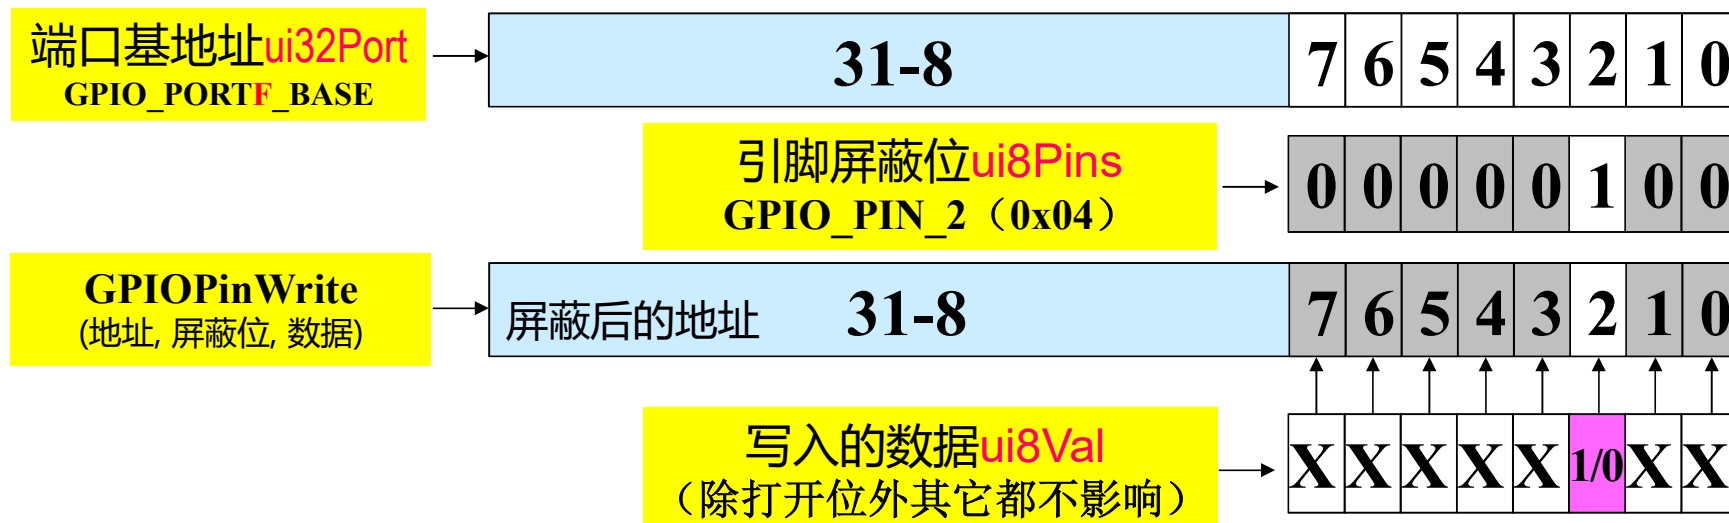 端口基地址ui32Port
GPIO_PORTF_BASE
31-8 7 6 5 4 3 2 1 0
引脚屏蔽位ui8Pins
GPIO_PIN_2（0x04）
0 0 0 0 0 1 0 0
GPIOPinWrite
(地址, 屏蔽位, 数据)
屏蔽后的地址 31-8 7 6 5 4 3 2 1 0
写入的数据ui8Val
（除打开位外其它都不影响）
X X X X X 1/0 X X